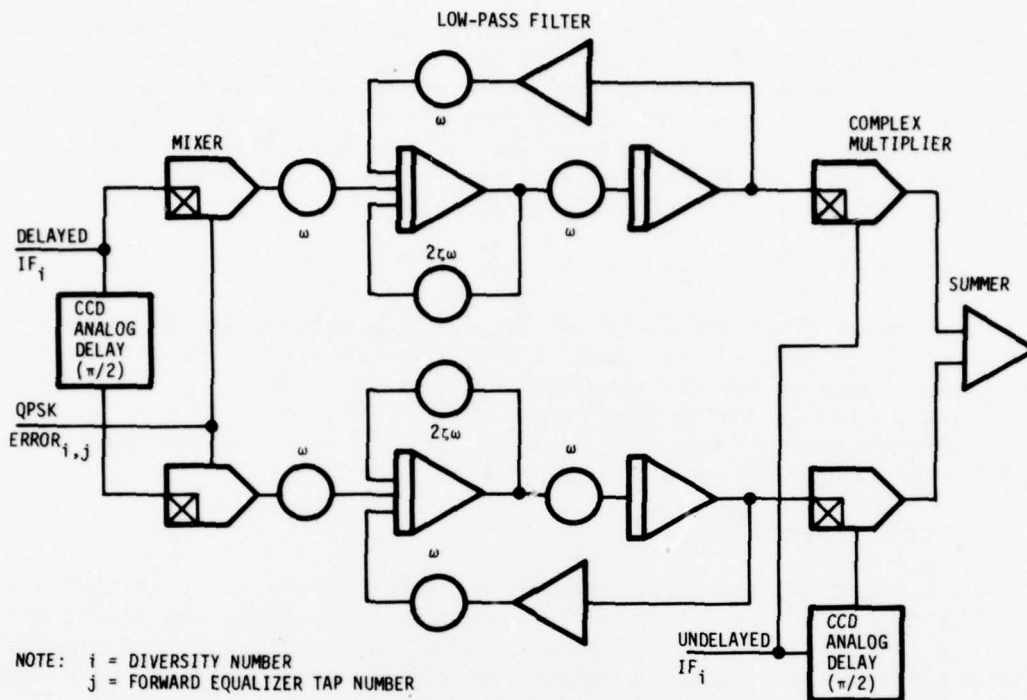 LOW-PASS FILTER
ω
MIXER
COMPLEX
MULTIPLIER
ω
ω
2ζω
DELAYED
IFi
CCD
ANALOG
DELAY
(π/2)
SUMMER
QPSK
ERRORi,j
2ζω
ω
ω
ω
UNDELAYED
IFi
CCD
ANALOG
DELAY
(π/2)
NOTE: i = DIVERSITY NUMBER
j = FORWARD EQUALIZER TAP NUMBER